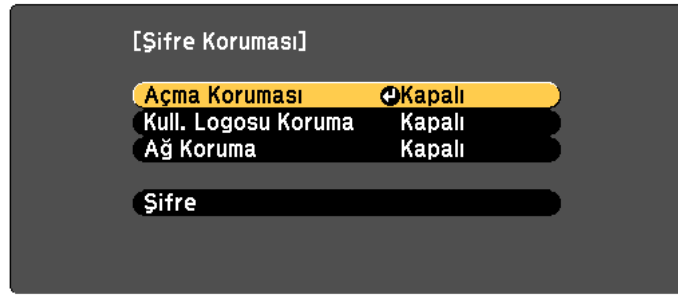 [Şifre Koruması]
Açma Koruması Kapalı
Kull. Logosu Koruma Kapalı
Ağ Koruma Kapalı
Şifre